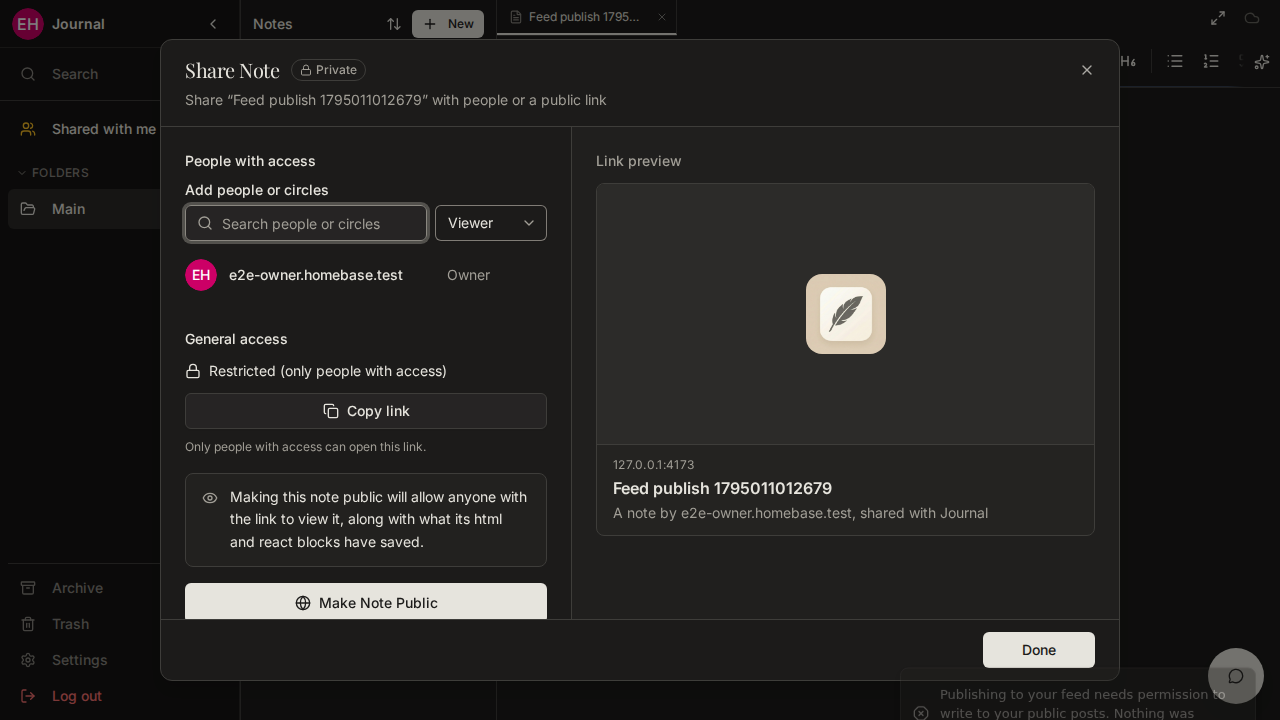 EH Journal
Notes
New
Feed publish 1795...
Search
H6
Shared with me
FOLDERS
Main
Archive
Trash
Settings
Log out
Share Note
Private
Share “Feed publish 1795011012679” with people or a public link
People with access
Add people or circles
Search people or circles
Viewer
EH e2e-owner.homebase.test Owner
General access
Restricted (only people with access)
Copy link
Only people with access can open this link.
Making this note public will allow anyone with
the link to view it, along with what its html
and react blocks have saved.
Make Note Public
Link preview
127.0.0.1:4173
Feed publish 1795011012679
A note by e2e-owner.homebase.test, shared with Journal
Done
Publishing to your feed needs permission to
write to your public posts. Nothing was